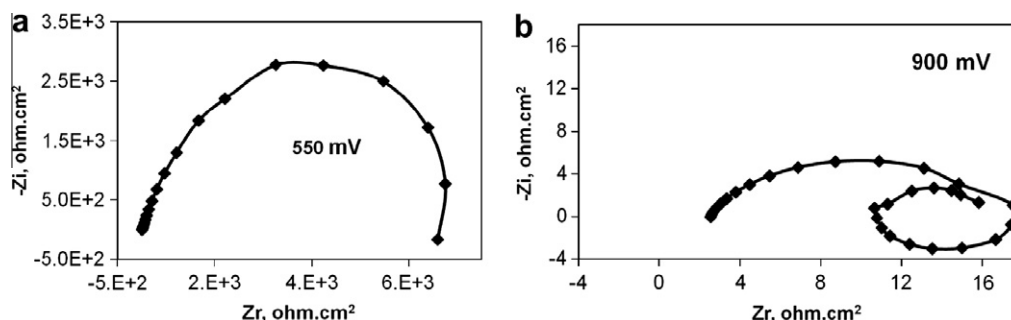 a
3.5E+3
2.5E+3
1.5E+3
5.0E+2
-5.0E+2
-Zi, ohm.cm²
550 mV
-5.E+2 2.E+3 4.E+3 6.E+3
Zr, ohm.cm²
b
16
12
8
4
0
-4
-Zi, ohm.cm²
900 mV
-4 0 4 8 12 16
Zr, ohm.cm²